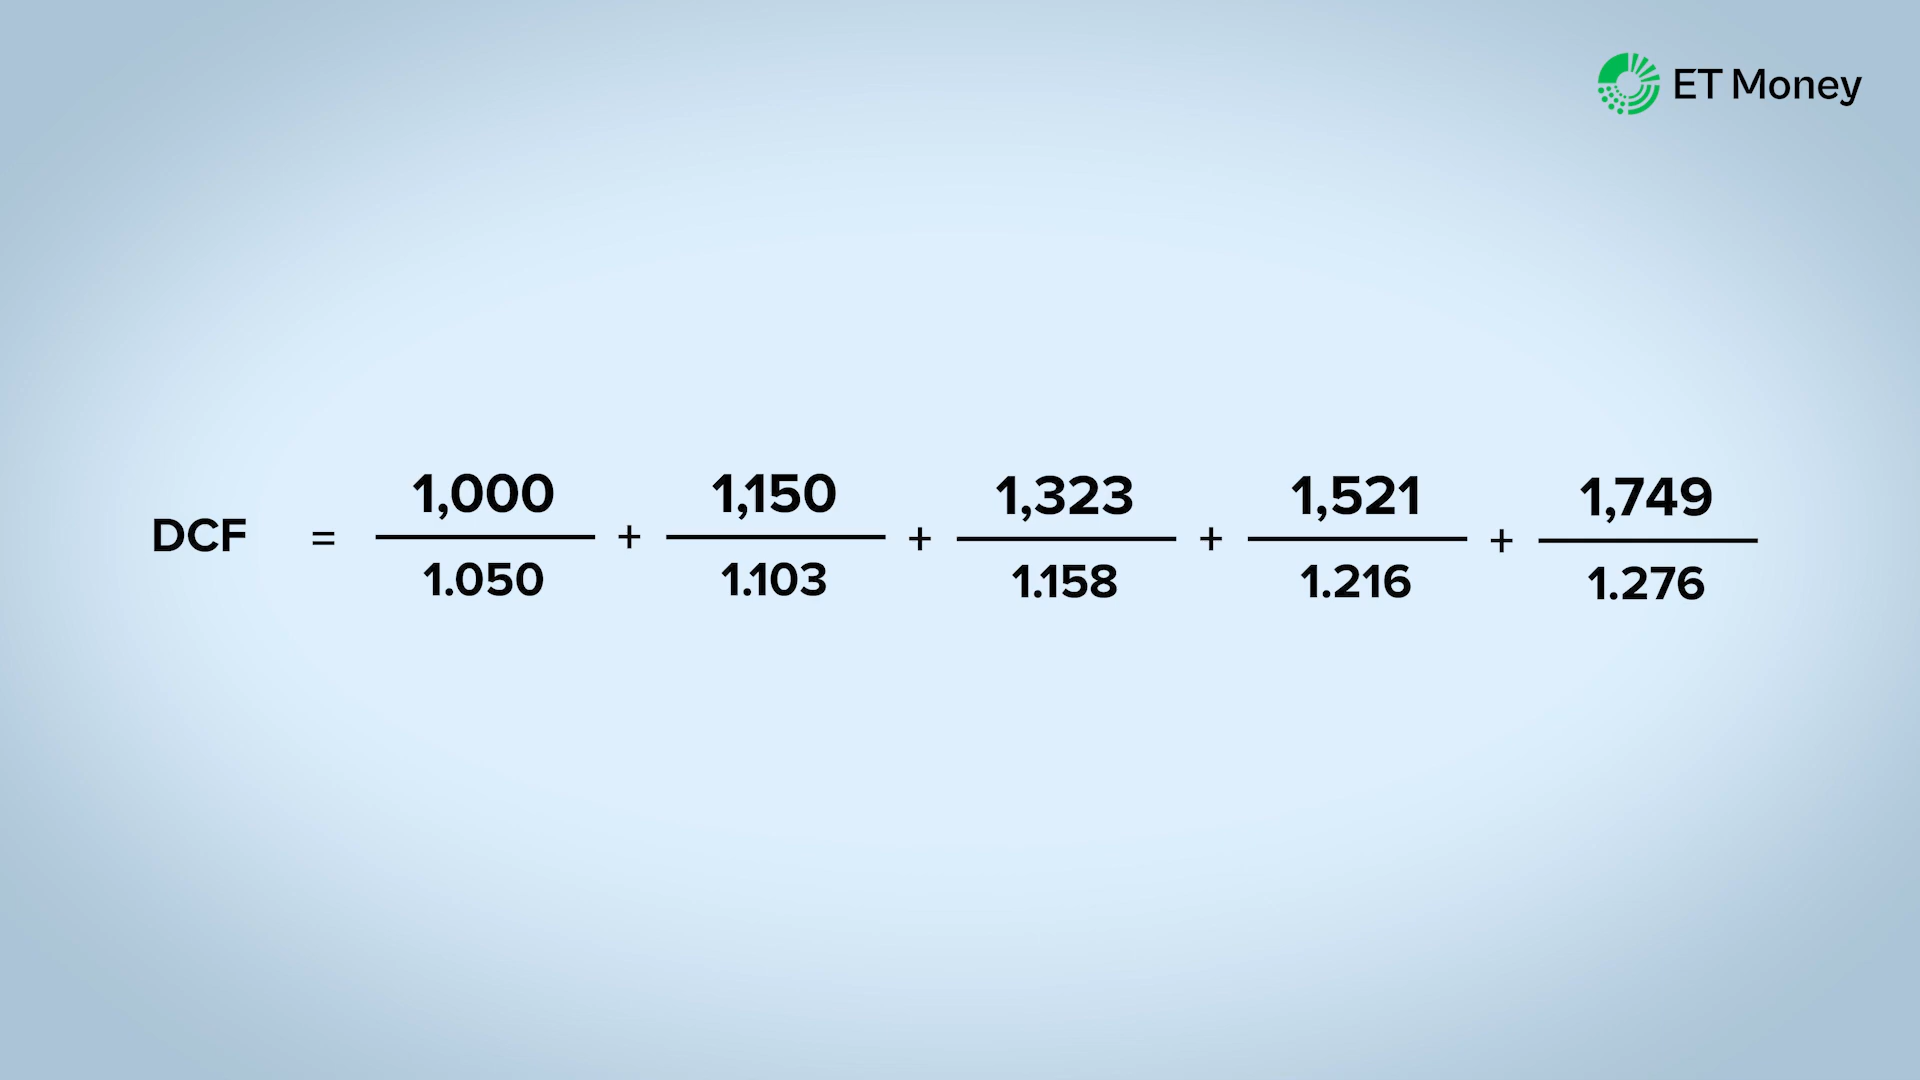 ET Money
1,000 1,150 1,323 1,521 1,749
DCF = + + + +
1.050 1.103 1.158 1.216 1.276